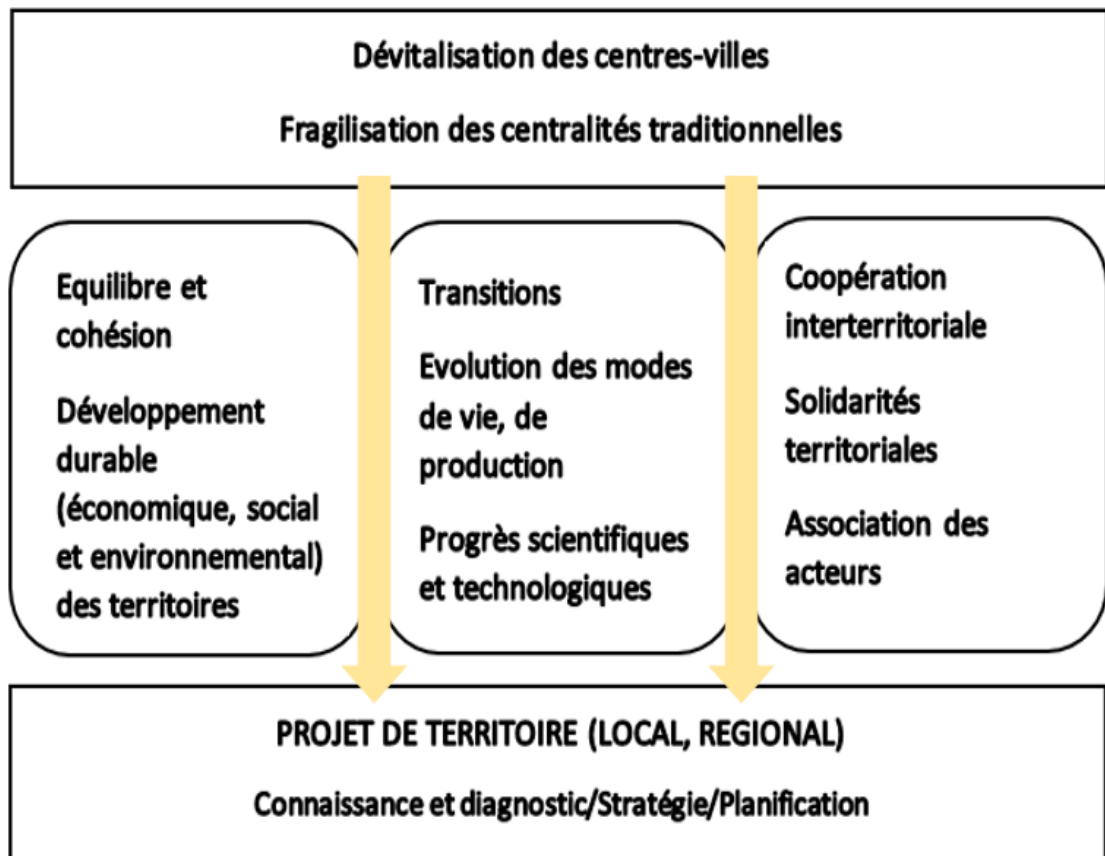 Dévitalisation des centres-villes
Fragilisation des centralités traditionnelles
Equilibre et
cohésion
Développement
durable
(économique, social
et environnemental)
des territoires
Transitions
Evolution des modes
de vie, de
production
Progrès scientifiques
et technologiques
Coopération
interterritoriale
Solidarités
territoriales
Association des
acteurs
PROJET DE TERRITOIRE (LOCAL, REGIONAL)
Connaissance et diagnostic/Stratégie/Planification